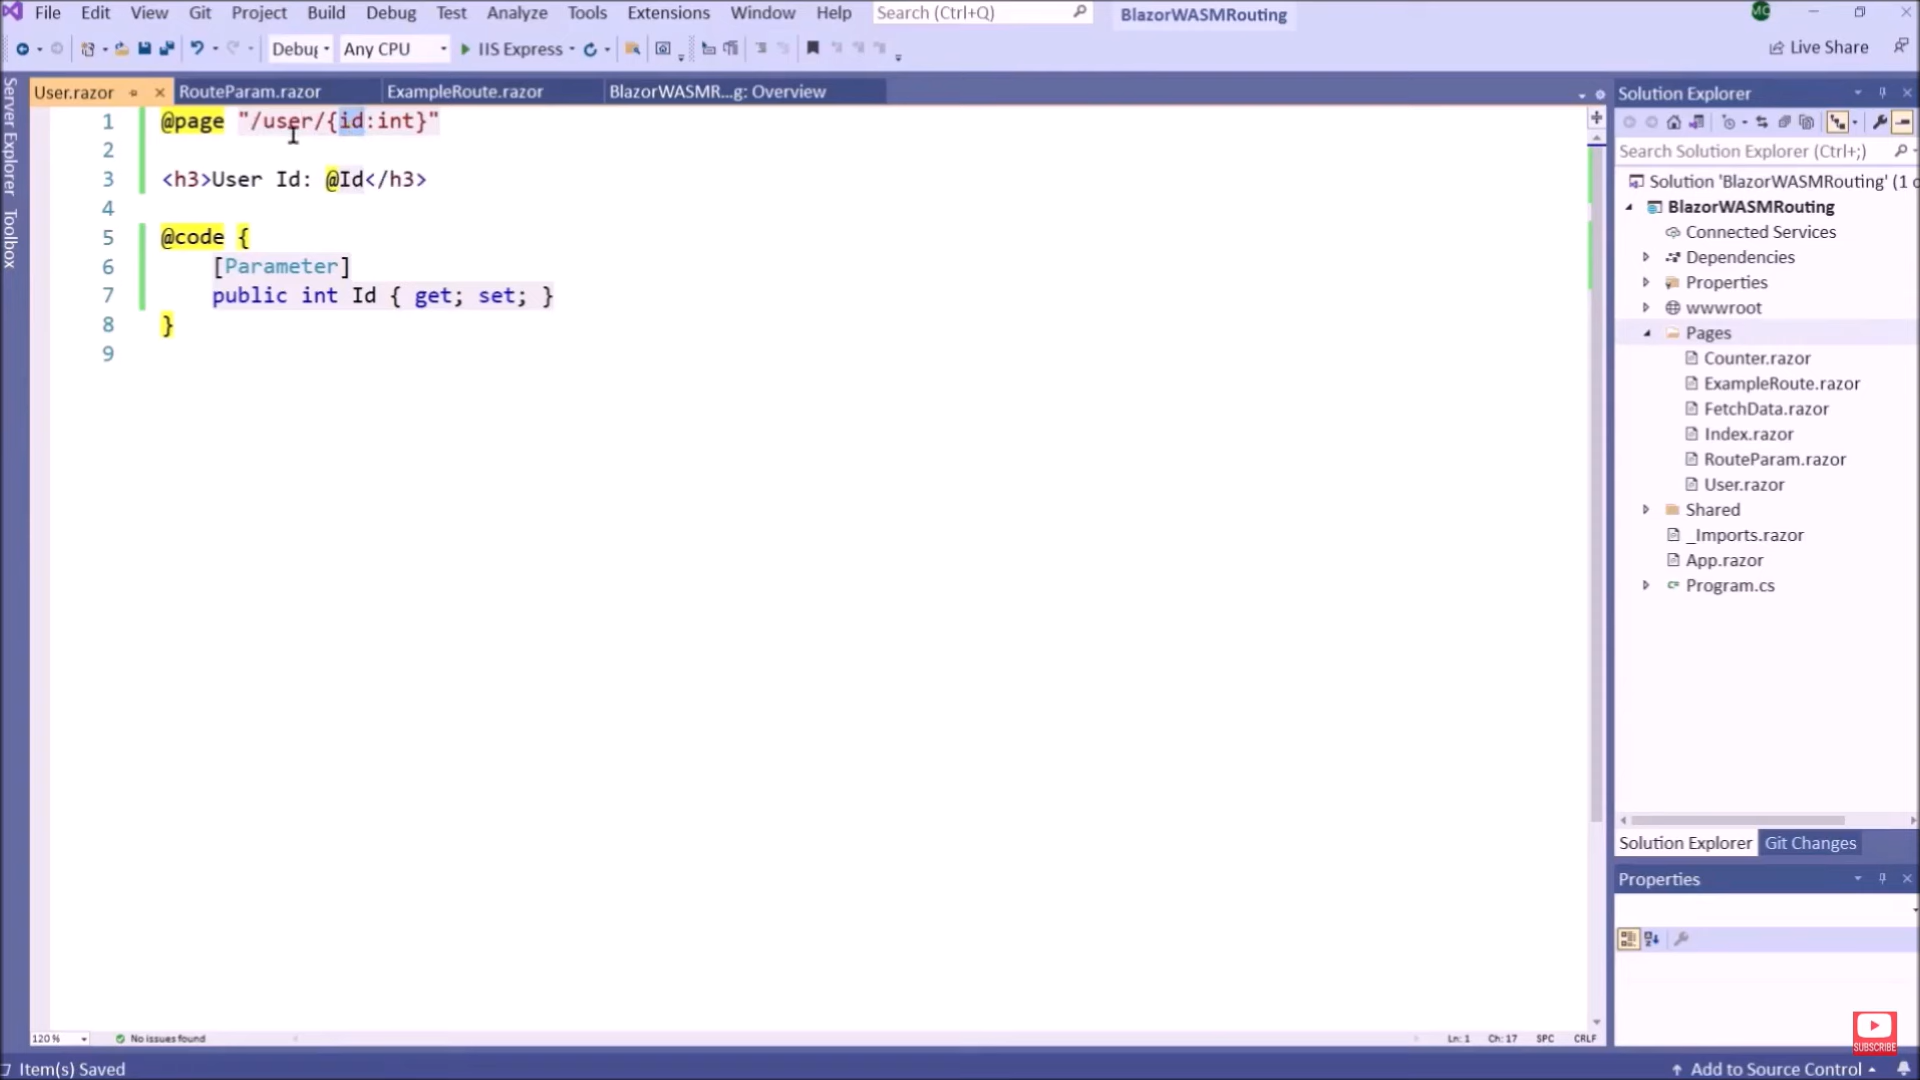 File Edit View Git Project Build Debug Test Analyze Tools Extensions Window Help Search (Ctrl+Q) BlazorWASMRouting MO
Debug Any CPU IIS Express Live Share
Server Explorer
Toolbox
User.razor RouteParam.razor ExampleRoute.razor BlazorWASMR...g: Overview
1 @page "/user/{id:int}"
2
3 <h3>User Id: @Id</h3>
4
5 @code {
6 [Parameter]
7 public int Id { get; set; }
8 }
9
Solution Explorer
Search Solution Explorer (Ctrl+;)
Solution 'BlazorWASMRouting' (1 o
BlazorWASMRouting
Connected Services
Dependencies
Properties
wwwroot
Pages
Counter.razor
ExampleRoute.razor
FetchData.razor
Index.razor
RouteParam.razor
User.razor
Shared
_Imports.razor
App.razor
C# Program.cs
Solution Explorer Git Changes
Properties
120 % No issues found Ln: 1 Ch: 17 SPC CRLF
SUBSCRIBE
Item(s) Saved Add to Source Control